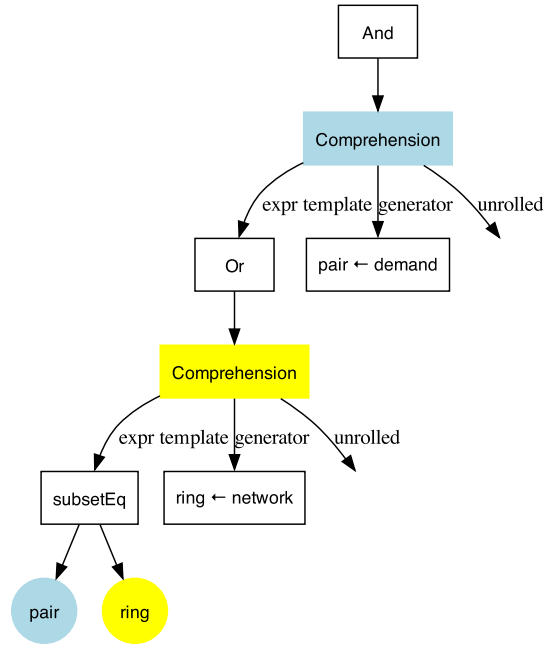 And
Comprehension
expr template
generator
unrolled
Or
pair ← demand
Comprehension
expr template
generator
unrolled
subsetEq
ring ← network
pair
ring